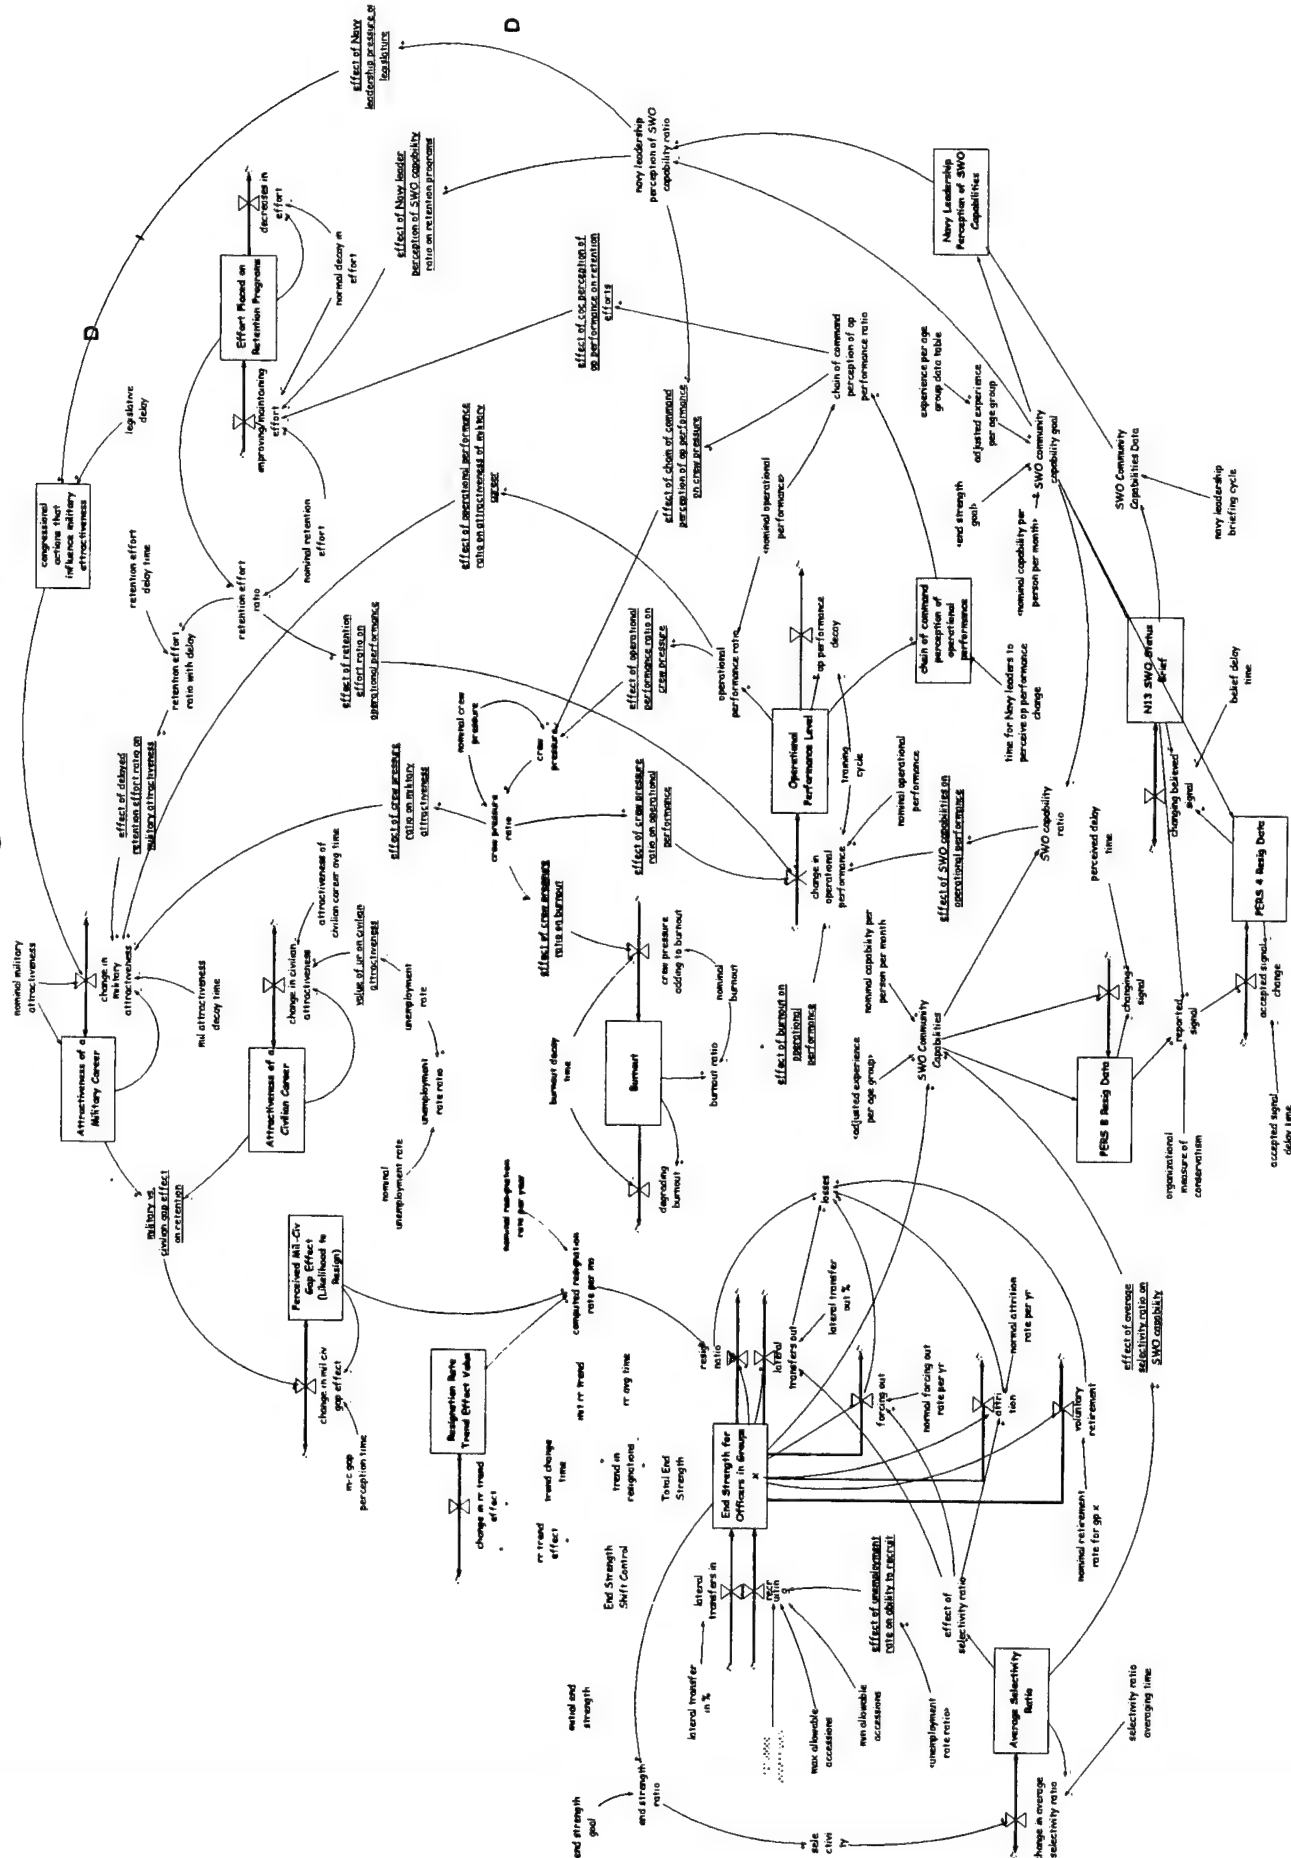 effect of Navy
leadership pressure on
legislature
D
D
congressional
actions that
influence military
attractiveness
legislative
delay
Effort Placed on
Retention Programs
decreases in
effort
normal decay in
effort
improving/maintaining
effort
effect of Navy leader
perception of SWO capability
ratio on retention programs
navy leadership
perception of SWO
capability ratio
Navy Leadership
Perception of SWO
Capabilities
effect of coc perception of
op performance on retention
efforts
chain of command
perception of op
performance ratio
effect of chain of command
perception of op performance
on crew pressure
effect of operational performance
ratio on attractiveness of military
career
retention effort
delay time
retention effort
ratio with delay
retention effort
ratio
nominal retention
effort
effect of retention
effort ratio on
operational performance
effect of delayed
retention effort ratio on
military attractiveness
nominal military
attractiveness
change in
military
attractiveness
mil attractiveness
decay time
Attractiveness of a
Military Career
Attractiveness of a
Civilian Career
change in civilian
attractiveness
attractiveness of
civilian career avg time
value of ur on civilian
attractiveness
unemployment
rate
unemployment
rate ratio
nominal
unemployment rate
military vs.
civilian gap effect
on retention
Perceived Mil-Civ
Gap Effect
(Likelihood to
Resign)
change in mil civ
gap effect
m-c gap
perception time
effect of crew pressure
ratio on military
attractiveness
nominal crew
pressure
crew
pressure
crew pressure
ratio
effect of operational
performance ratio on
crew pressure
operational
performance ratio
<nominal operational
performance>
effect of crew pressure
ratio on operational
performance
effect of crew pressure
ratio on burnout
crew pressure
adding to burnout
nominal
burnout
burnout ratio
Burnout
burnout decay
time
degrading
burnout
Operational
Performance Level
op performance
decay
training
cycle
change in
operational
performance
nominal operational
performance
effect of SWO capabilities on
operational performance
effect of burnout on
operational
performance
chain of command
perception of
operational
performance
time for Navy leaders to
perceive op performance
change
experience per age
group data table
adjusted experience
per age group
<end strength
goal>
<nominal capability per
person per month>
SWO community
capability goal
SWO Community
Capabilities Data
navy leadership
briefing cycle
N13 SWO Status
Brief
belief delay
time
changing believed
signal
SWO capability
ratio
perceived delay
time
nominal capability per
person per month
<adjusted experience
per age group>
SWO Community
Capabilities
PERS 8 Resig Data
changing
signal
reported
signal
organizational
measure of
conservatism
PERS 4 Resig Data
accepted signal
change
accepted signal
delay time
nominal resignation
rate per year
computed resignation
rate per mo
Resignation Rate
Trend Effect Value
change in rr trend
effect
rr trend
effect
trend change
time
init rr trend
trend in
resignations
rr avg time
Total End
Strength
End Strength
Shift Control
initial end
strength
end strength
goal
end strength
ratio
resign
ratio
lateral
transfers out
lateral transfer
out %
losses
End Strength for
Officers in Groups
x
forcing out
normal forcing out
rate per yr
attri
tion
normal attrition
rate per yr
voluntary
retirement
nominal retirement
rate for gp x
lateral
transfers in
lateral transfer
in %
recr
uitin
g
max allowable
accessions
min allowable
accessions
effect of unemployment
rate on ability to recruit
<unemployment
rate ratio>
effect of
selectivity ratio
effect of average
selectivity ratio on
SWO capability
Average Selectivity
Ratio
change in average
selectivity ratio
selectivity ratio
averaging time
sele
ctivi
ty